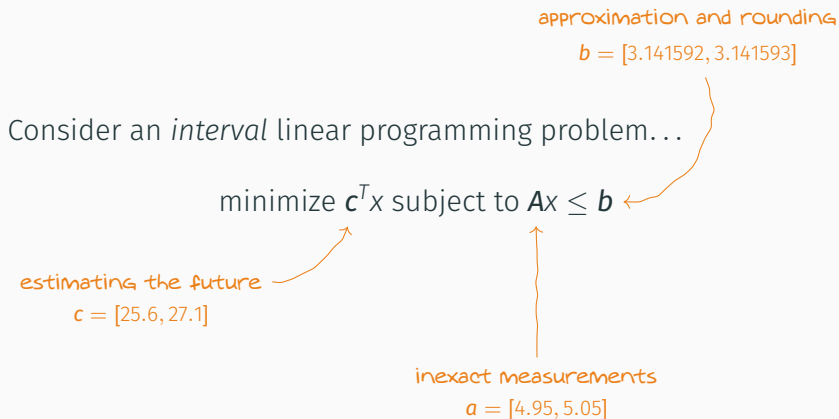 approximation and rounding
b = [3.141592, 3.141593]
Consider an interval linear programming problem. . .
minimize cᵀx subject to Ax ≤ b
estimating the future
c = [25.6, 27.1]
inexact measurements
a = [4.95, 5.05]